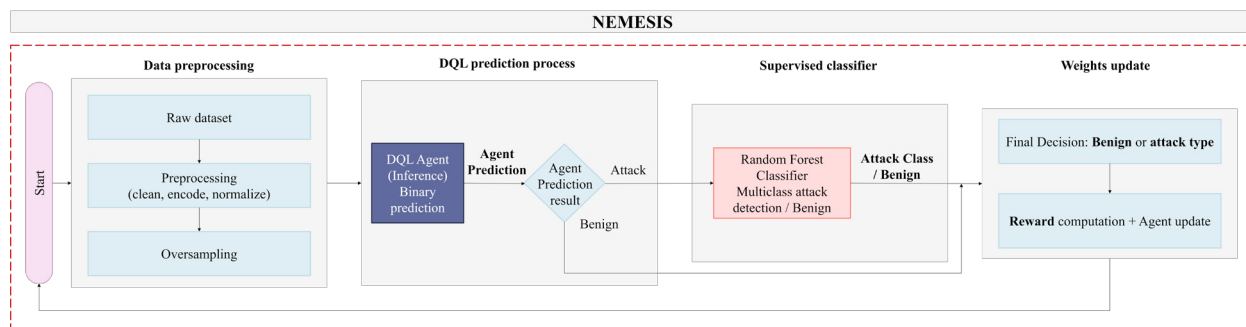 NEMESIS
Data preprocessing
DQL prediction process
Supervised classifier
Weights update
Start
Raw dataset
Preprocessing
(clean, encode, normalize)
Oversampling
DQL Agent
(Inference)
Binary
prediction
Agent
Prediction
Agent
Prediction
result
Attack
Benign
Random Forest
Classifier
Multiclass attack
detection / Benign
Attack Class
/ Benign
Final Decision: Benign or attack type
Reward computation + Agent update